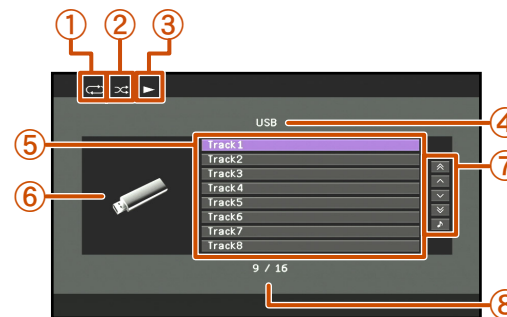 ① ② ③
USB ④
⑤ Track1
Track2
Track3
Track4
Track5
Track6
Track7
Track8
⑥
⑦
9 / 16
⑧